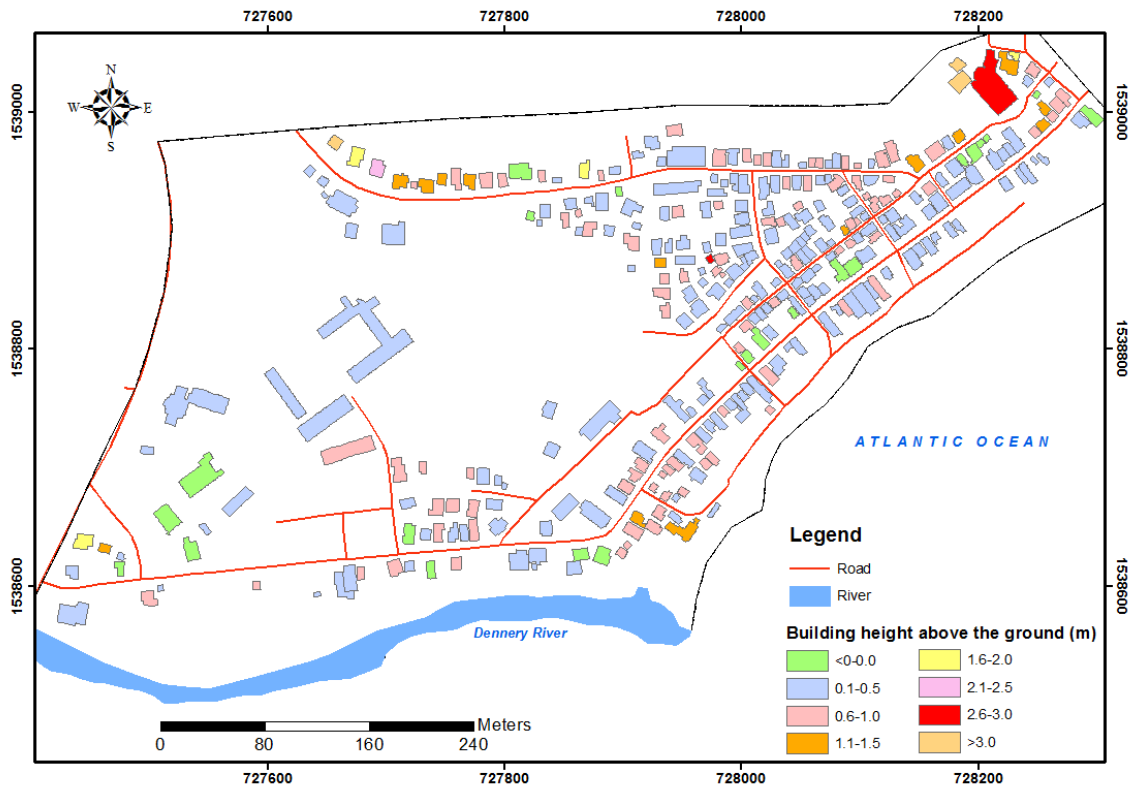 727600 727800 728000 728200
N
W E
S
1539000 1539000
1538800 1538800
ATLANTIC OCEAN
Legend
Road
River
1538600 1538600
Dennery River
Building height above the ground (m)
<0-0.0 1.6-2.0
0.1-0.5 2.1-2.5
0.6-1.0 2.6-3.0
1.1-1.5 >3.0
Meters
0 80 160 240
727600 727800 728000 728200